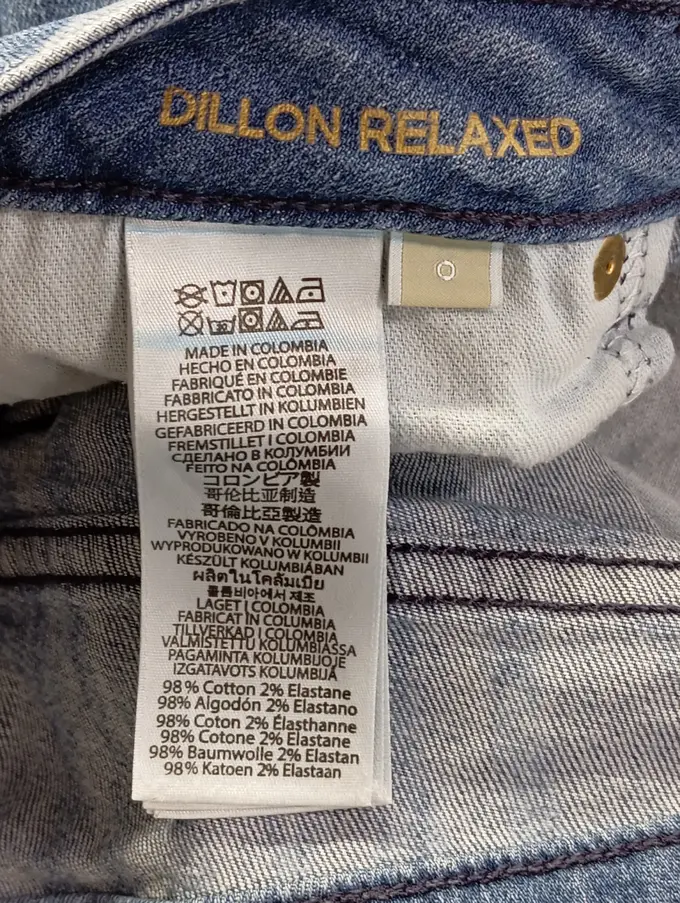 DILLON RELAXED
0
MADE IN COLOMBIA
HECHO EN COLOMBIA
FABRIQUÉ EN COLOMBIE
FABBRICATO IN COLOMBIA
HERGESTELLT IN KOLUMBIEN
GEFABRICEERD IN COLOMBIA
FREMSTILLET I COLOMBIA
СДЕЛАНО В КОЛУМБИИ
FEITO NA COLÔMBIA
コロンビア製
哥伦比亚制造
哥倫比亞製造
FABRICADO NA COLÔMBIA
VYROBENO V KOLUMBII
WYPRODUKOWANO W KOLUMBII
KÉSZÜLT KOLUMBIÁBAN
ผลิตในโคลัมเบีย
콜롬비아에서 제조
LAGET I COLOMBIA
FABRICAT IN COLUMBIA
TILLVERKAD I COLOMBIA
VALMISTETTU KOLUMBIASSA
PAGAMINTA KOLUMBIJOJE
IZGATAVOTS KOLUMBIJĀ
98% Cotton 2% Elastane
98% Algodón 2% Elastano
98% Coton 2% Élasthanne
98% Cotone 2% Elastane
98% Baumwolle 2% Elastan
98% Katoen 2% Elastaan